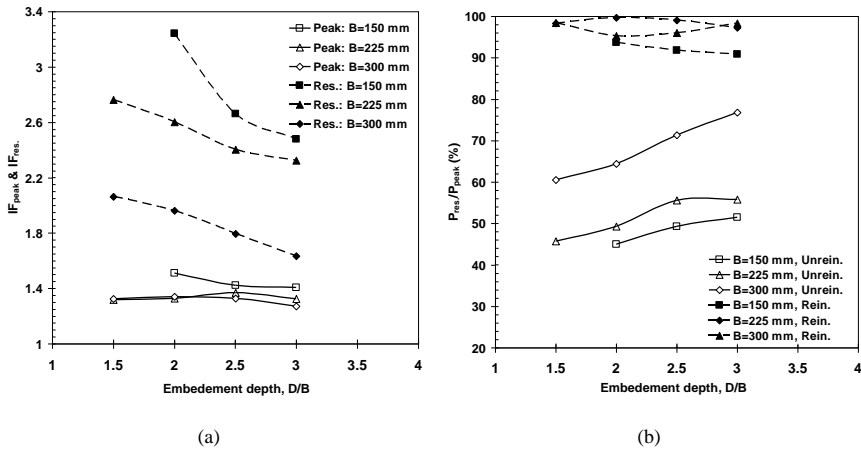 3.4
3
2.6
2.2
1.8
1.4
1
IF_peak & IF_res.
1 1.5 2 2.5 3 3.5 4
Embedement depth, D/B
Peak: B=150 mm
Peak: B=225 mm
Peak: B=300 mm
Res.: B=150 mm
Res.: B=225 mm
Res.: B=300 mm
(a)
100
90
80
70
60
50
40
30
20
P_res./P_peak (%)
1 1.5 2 2.5 3 3.5 4
Embedement depth, D/B
B=150 mm, Unrein.
B=225 mm, Unrein.
B=300 mm, Unrein.
B=150 mm, Rein.
B=225 mm, Rein.
B=300 mm, Rein.
(b)